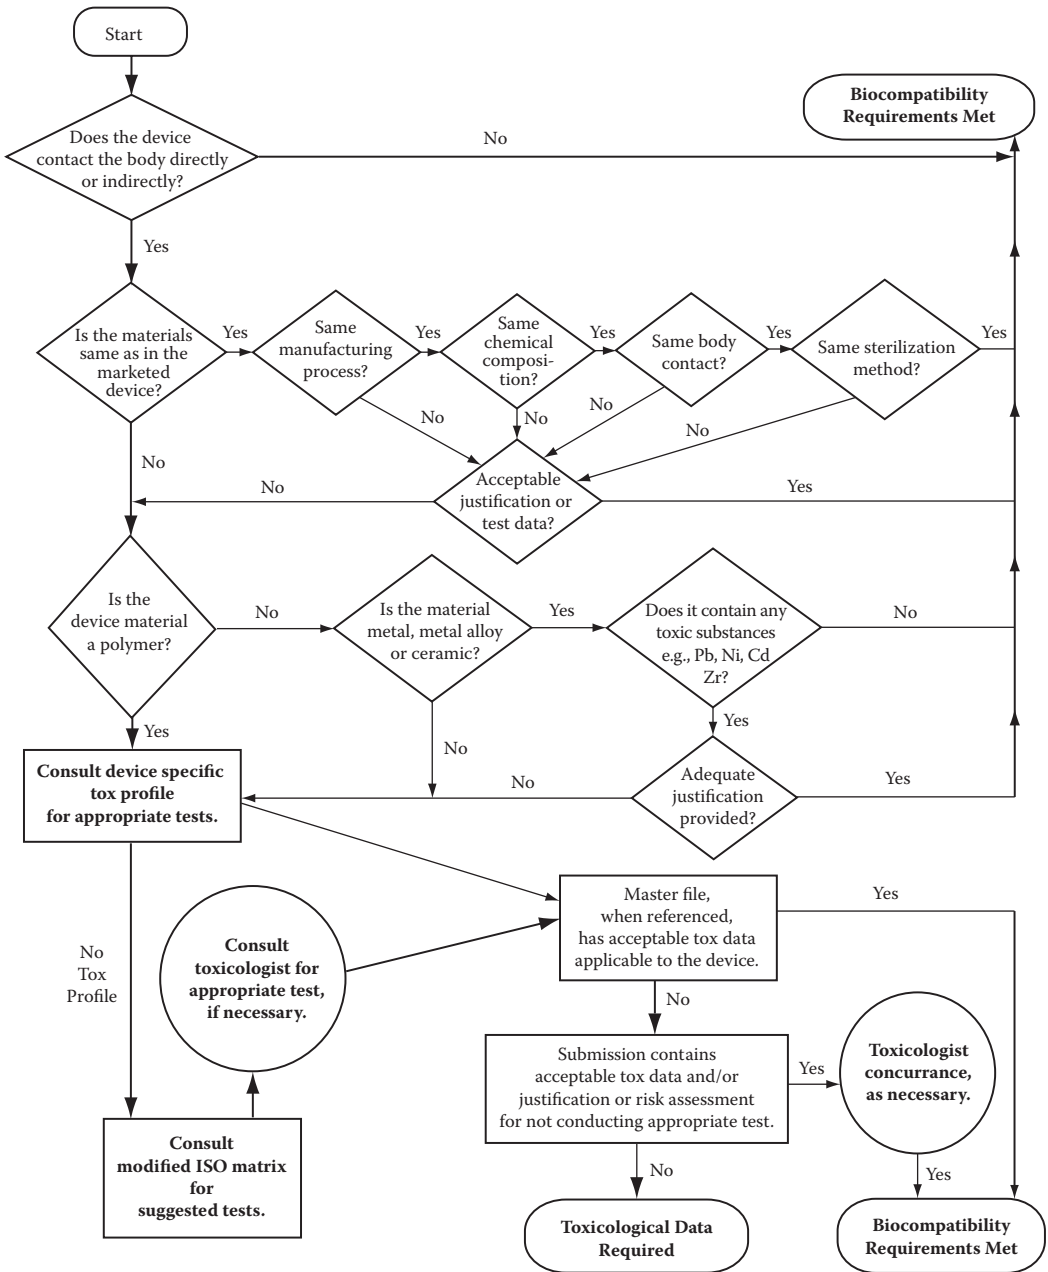 Start
Biocompatibility
Requirements Met
Does the device
contact the body directly
or indirectly?
No
Yes
Is the materials
same as in the
marketed
device?
Yes
Same
manufacturing
process?
Yes
Same
chemical
composi-
tion?
Yes
Same body
contact?
Yes
Same sterilization
method?
Yes
No
No
No
No
No
Acceptable
justification or
test data?
No
Yes
Is the
device material
a polymer?
No
Is the material
metal, metal alloy
or ceramic?
Yes
Does it contain any
toxic substances
e.g., Pb, Ni, Cd
Zr?
No
Yes
No
Yes
Consult device specific
tox profile
for appropriate tests.
No
Adequate
justification
provided?
Yes
Master file,
when referenced,
has acceptable tox data
applicable to the device.
Yes
No
Tox
Profile
Consult
toxicologist for
appropriate test,
if necessary.
No
Submission contains
acceptable tox data and/or
justification or risk assessment
for not conducting appropriate test.
Yes
Toxicologist
concurrance,
as necessary.
Consult
modified ISO matrix
for
suggested tests.
No
Yes
Toxicological Data
Required
Biocompatibility
Requirements Met